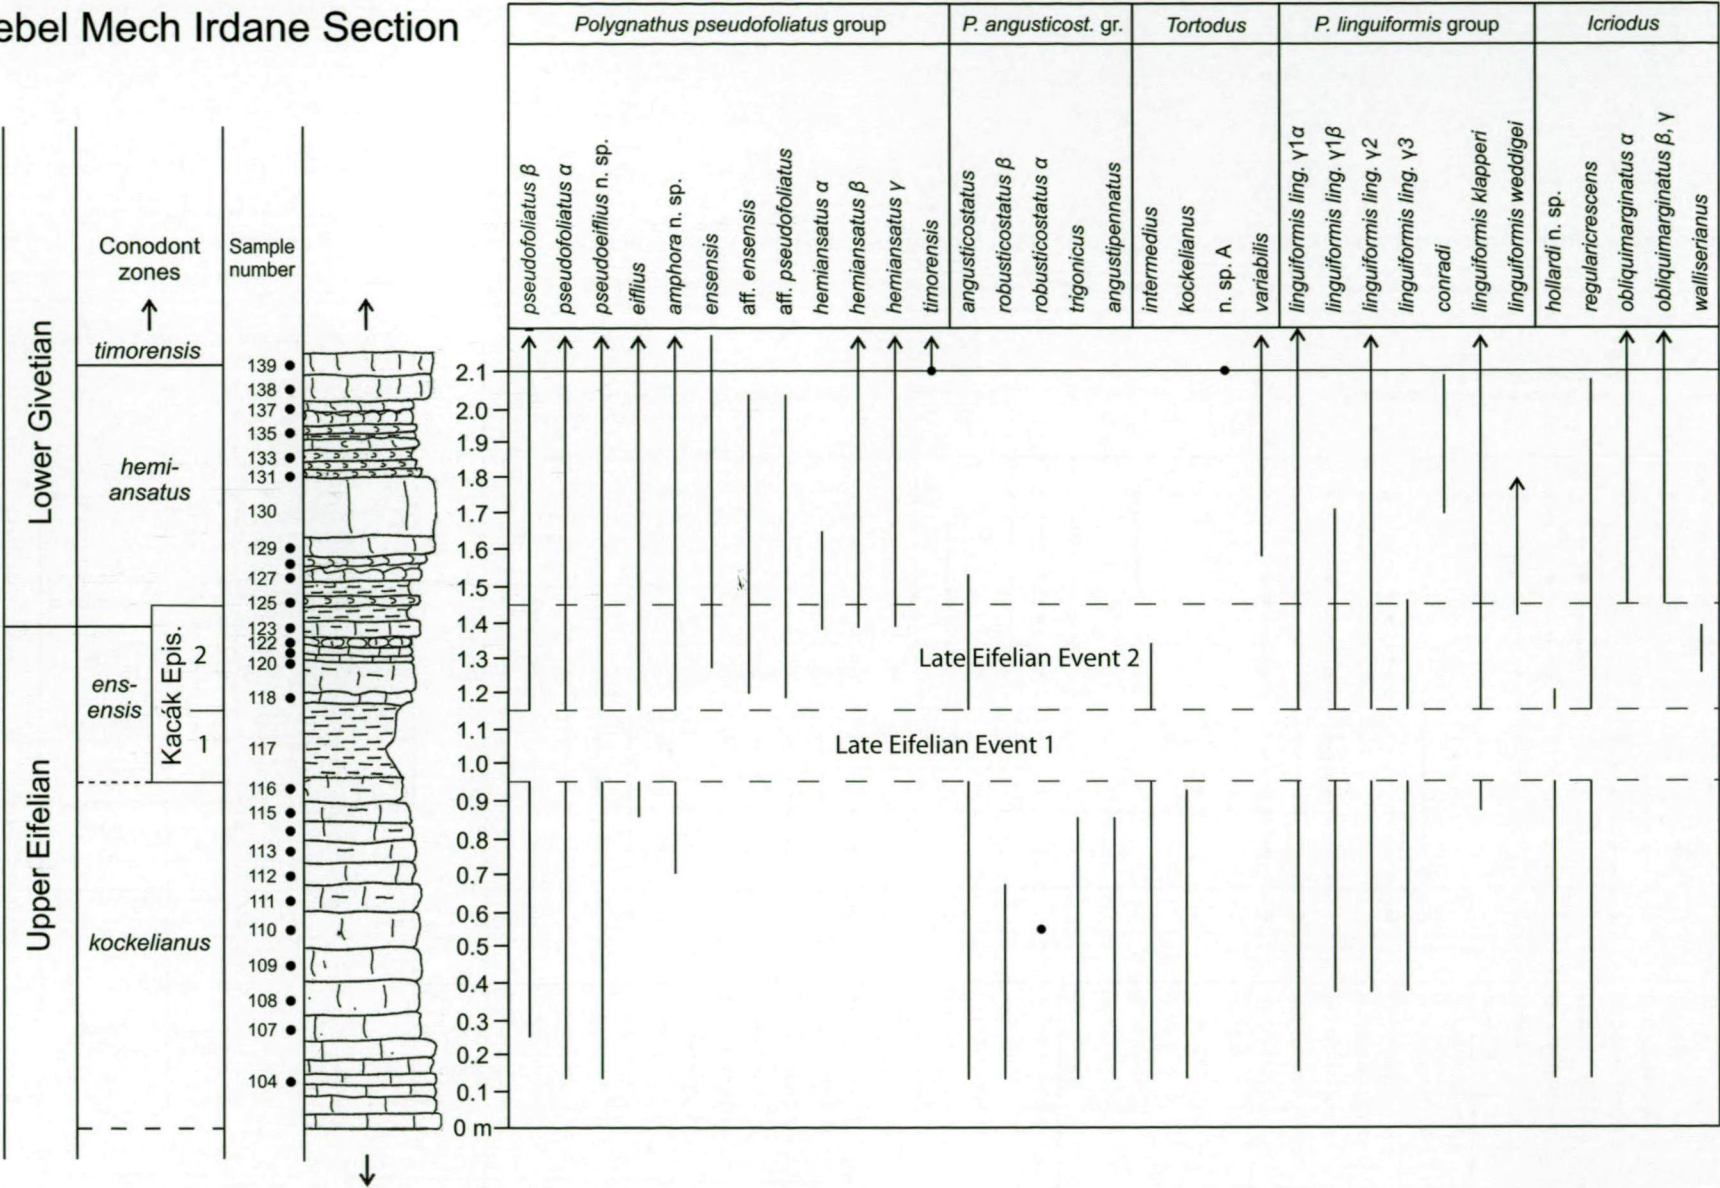 ebel Mech Irdane Section
Polygnathus pseudofoliatus group
P. angusticost. gr.
Tortodus
P. linguiformis group
Icriodus
pseudofoliatus β
pseudofoliatus α
pseudoeiflius n. sp.
eiflius
amphora n. sp.
ensensis
aff. ensensis
aff. pseudofoliatus
hemiansatus α
hemiansatus β
hemiansatus γ
timorensis
angusticostatus
robusticostatus β
robusticostatus α
trigonicus
angustipennatus
intermedius
kockelianus
n. sp. A
variabilis
linguiformis ling. γ1α
linguiformis ling. γ1β
linguiformis ling. γ2
linguiformis ling. γ3
conradi
linguiformis klapperi
linguiformis weddigei
hollardi n. sp.
regularicrescens
obliquimarginatus α
obliquimarginatus β, γ
walliserianus
Conodont
zones
Sample
number
Lower Givetian
Upper Eifelian
timorensis
hemi-
ansatus
ens-
ensis
kockelianus
Kacák Epis.
2
1
139
138
137
135
133
131
130
129
127
125
123
122
120
118
117
116
115
113
112
111
110
109
108
107
104
2.1
2.0
1.9
1.8
1.7
1.6
1.5
1.4
1.3
1.2
1.1
1.0
0.9
0.8
0.7
0.6
0.5
0.4
0.3
0.2
0.1
0 m
Late Eifelian Event 2
Late Eifelian Event 1